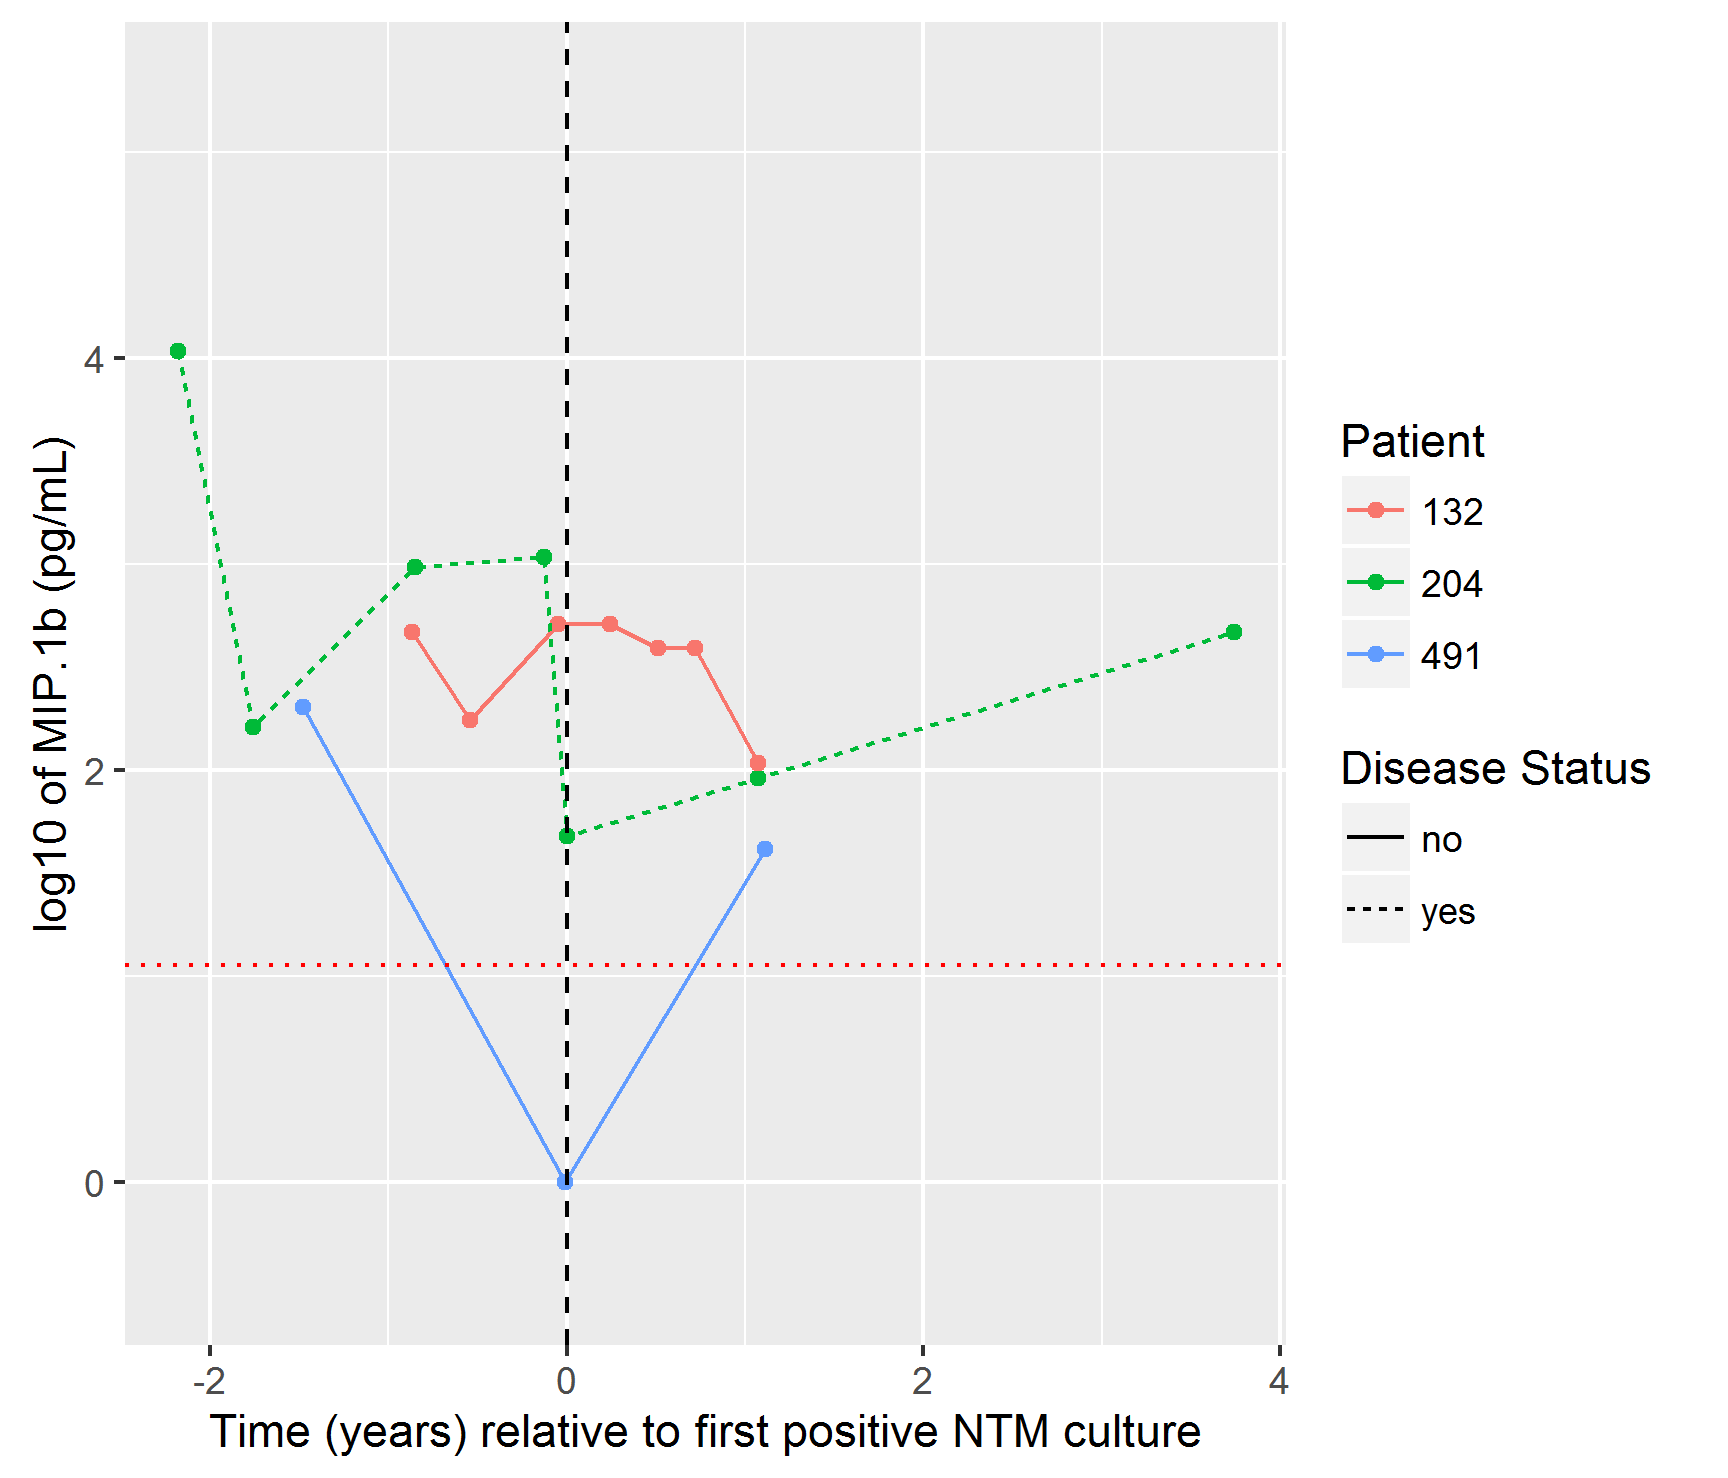 log10 of MIP.1b (pg/mL)
4
2
0
-2
0
2
4
Time (years) relative to first positive NTM culture
Patient
132
204
491
Disease Status
no
yes